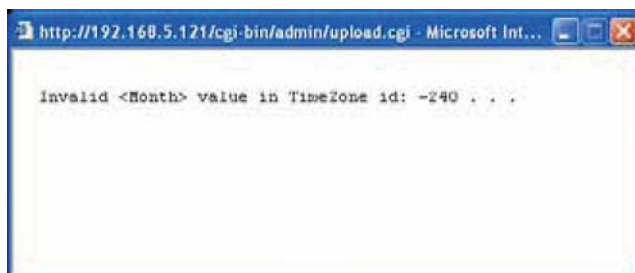 http://192.168.5.121/cgi-bin/admin/upload.cgi - Microsoft Int...
Invalid <Month> value in TimeZone id: -240 . . .